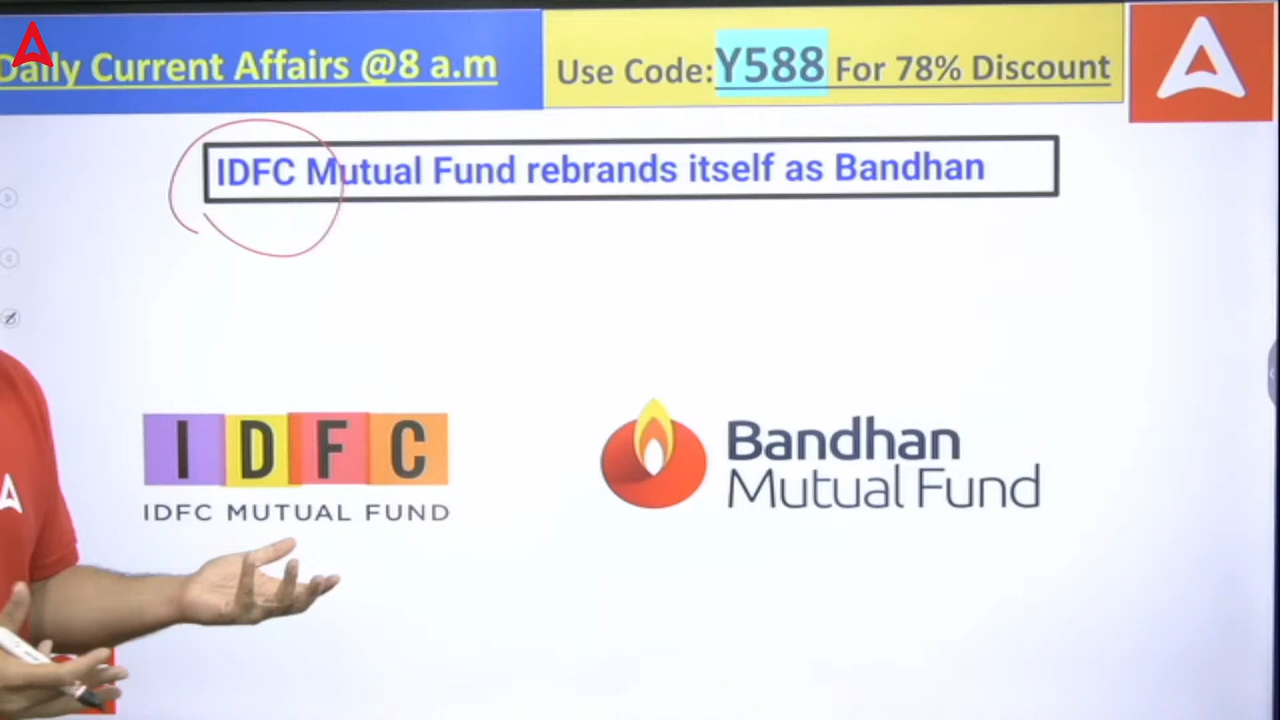 Daily Current Affairs @8 a.m
Use Code:Y588 For 78% Discount
IDFC Mutual Fund rebrands itself as Bandhan
IDFC
IDFC MUTUAL FUND
Bandhan
Mutual Fund